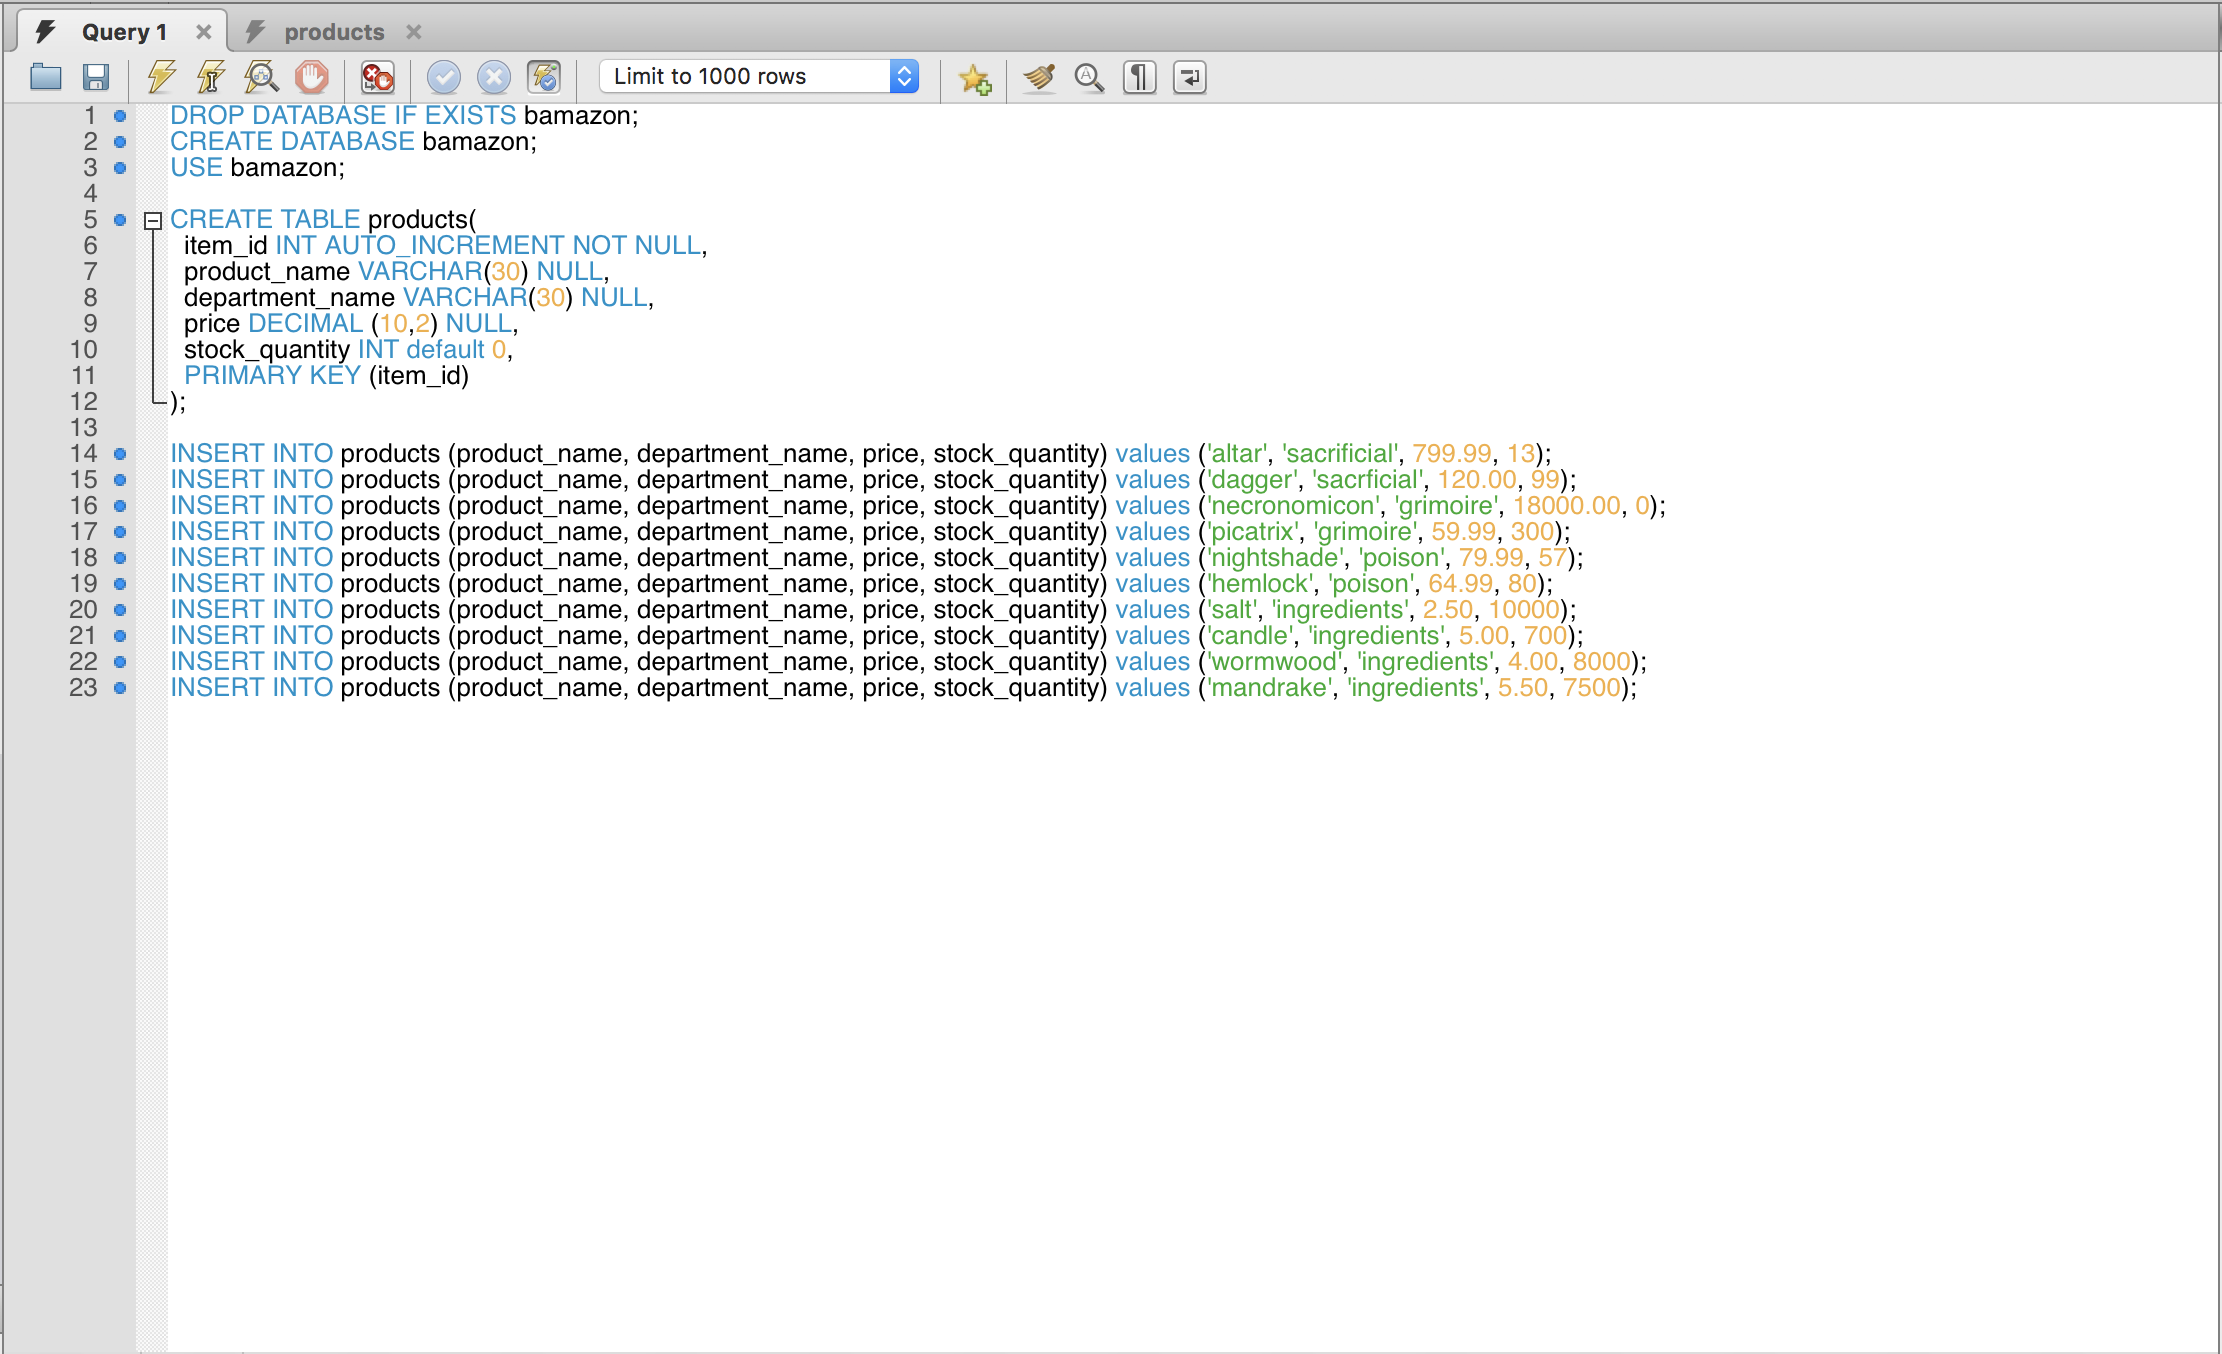 Query 1
products
Limit to 1000 rows
1 DROP DATABASE IF EXISTS bamazon;
2 CREATE DATABASE bamazon;
3 USE bamazon;
4
5 CREATE TABLE products(
6 item_id INT AUTO_INCREMENT NOT NULL,
7 product_name VARCHAR(30) NULL,
8 department_name VARCHAR(30) NULL,
9 price DECIMAL (10,2) NULL,
10 stock_quantity INT default 0,
11 PRIMARY KEY (item_id)
12 );
13
14 INSERT INTO products (product_name, department_name, price, stock_quantity) values ('altar', 'sacrificial', 799.99, 13);
15 INSERT INTO products (product_name, department_name, price, stock_quantity) values ('dagger', 'sacrficial', 120.00, 99);
16 INSERT INTO products (product_name, department_name, price, stock_quantity) values ('necronomicon', 'grimoire', 18000.00, 0);
17 INSERT INTO products (product_name, department_name, price, stock_quantity) values ('picatrix', 'grimoire', 59.99, 300);
18 INSERT INTO products (product_name, department_name, price, stock_quantity) values ('nightshade', 'poison', 79.99, 57);
19 INSERT INTO products (product_name, department_name, price, stock_quantity) values ('hemlock', 'poison', 64.99, 80);
20 INSERT INTO products (product_name, department_name, price, stock_quantity) values ('salt', 'ingredients', 2.50, 10000);
21 INSERT INTO products (product_name, department_name, price, stock_quantity) values ('candle', 'ingredients', 5.00, 700);
22 INSERT INTO products (product_name, department_name, price, stock_quantity) values ('wormwood', 'ingredients', 4.00, 8000);
23 INSERT INTO products (product_name, department_name, price, stock_quantity) values ('mandrake', 'ingredients', 5.50, 7500);